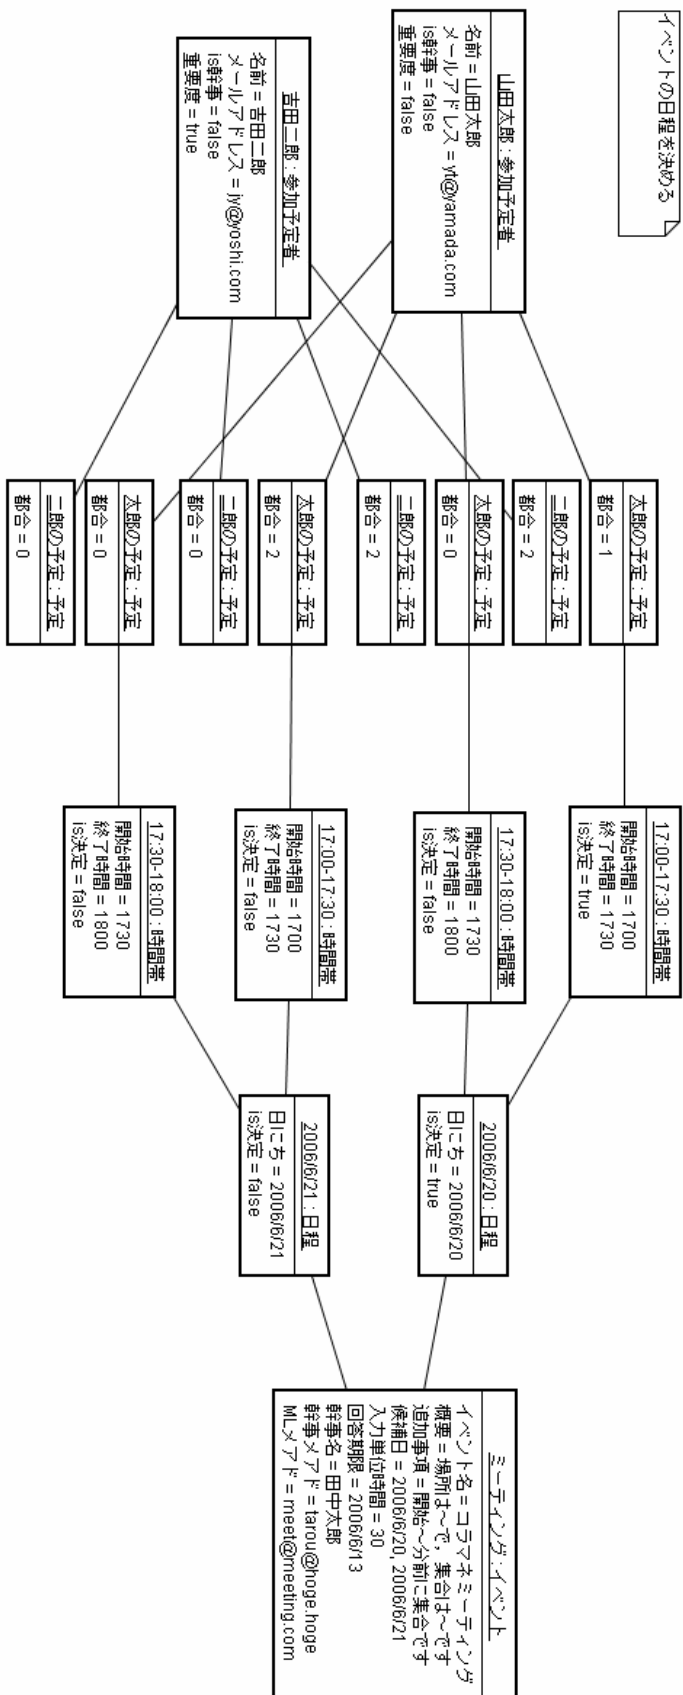 イベントの日程を決める
山田太郎 : 参加予定者
名前 = 山田太郎
メールアドレス = yt@yamada.com
is幹事 = false
重要度 = false
吉田二郎 : 参加予定者
名前 = 吉田二郎
メールアドレス = jy@yoshi.com
is幹事 = false
重要度 = true
太郎の予定 : 予定
都合 = 1
二郎の予定 : 予定
都合 = 2
太郎の予定 : 予定
都合 = 0
二郎の予定 : 予定
都合 = 2
太郎の予定 : 予定
都合 = 2
二郎の予定 : 予定
都合 = 0
太郎の予定 : 予定
都合 = 0
二郎の予定 : 予定
都合 = 0
17:00-17:30 : 時間帯
開始時間 = 1700
終了時間 = 1730
is決定 = true
17:30-18:00 : 時間帯
開始時間 = 1730
終了時間 = 1800
is決定 = false
17:00-17:30 : 時間帯
開始時間 = 1700
終了時間 = 1730
is決定 = false
17:30-18:00 : 時間帯
開始時間 = 1730
終了時間 = 1800
is決定 = false
2006/6/20 : 日程
日にち = 2006/6/20
is決定 = true
2006/6/21 : 日程
日にち = 2006/6/21
is決定 = false
ミーティング : イベント
イベント名 = コラマネミーティング
概要 = 場所は～で，集合は～です
追加事項 = 開始～分前に集合です
候補日 = 2006/6/20, 2006/6/21
入力単位時間 = 30
回答期限 = 2006/6/13
幹事名 = 田中太郎
幹事メアド = tarou@hoge.hoge
MLメアド = meet@meeting.com